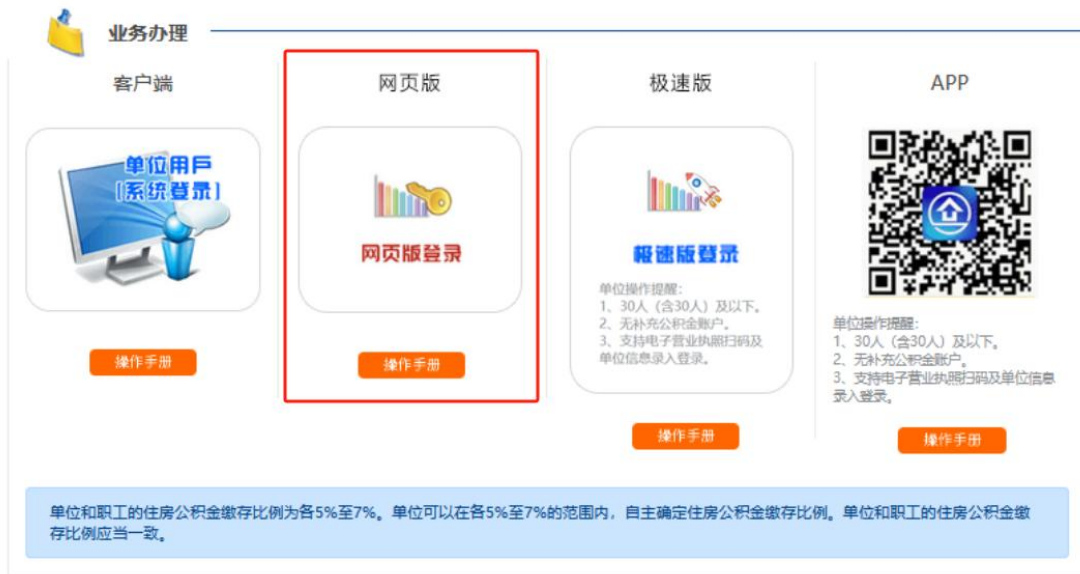 业务办理
客户端
单位用戶
[系统登录]
操作手册
网页版
网页版登录
操作手册
极速版
极速版登录
单位操作提醒：
1、30人（含30人）及以下。
2、无补充公积金账户。
3、支持电子营业执照扫码及
单位信息录入登录。
操作手册
APP
单位操作提醒：
1、30人（含30人）及以下。
2、无补充公积金账户。
3、支持电子营业执照扫码及单位信息
录入登录。
操作手册
单位和职工的住房公积金缴存比例为各5%至7%。单位可以在各5%至7%的范围内，自主确定住房公积金缴存比例。单位和职工的住房公积金缴
存比例应当一致。